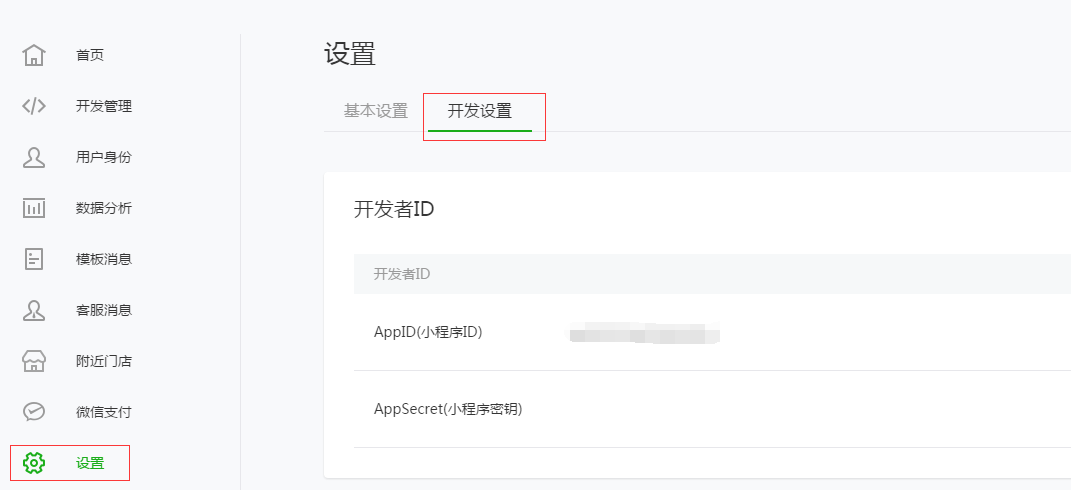 首页
开发管理
用户身份
数据分析
模板消息
客服消息
附近门店
微信支付
设置
设置
基本设置 开发设置
开发者ID
开发者ID
AppID(小程序ID)
AppSecret(小程序密钥)